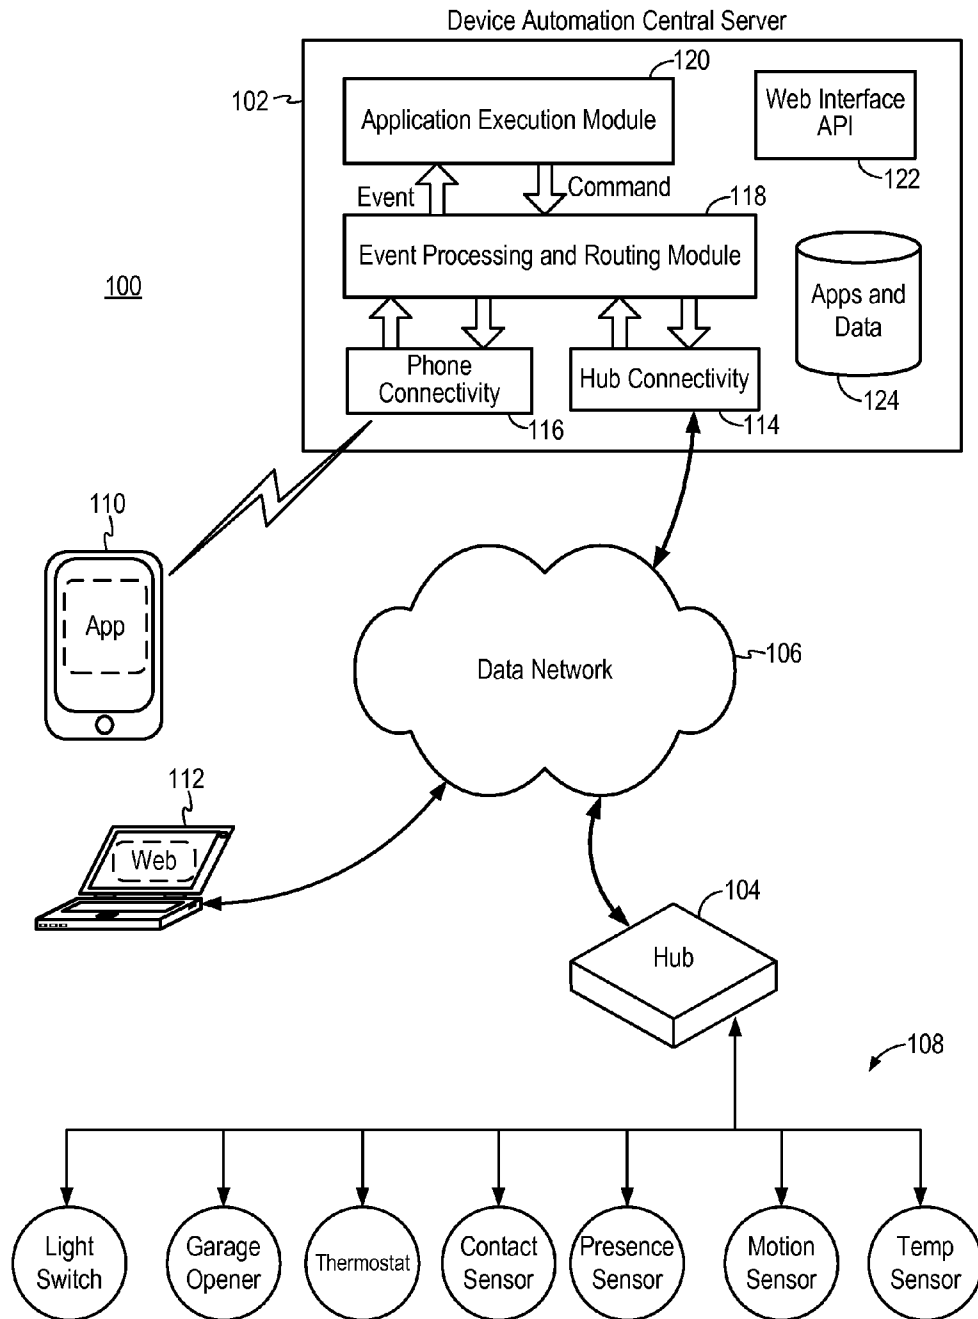 Device Automation Central Server
120
102
Application Execution Module
Web Interface
API
122
Event
Command
118
Event Processing and Routing Module
100
Apps and
Data
124
Phone
Connectivity
116
Hub Connectivity
114
110
App
Data Network
106
112
Web
104
Hub
108
Light
Switch
Garage
Opener
Thermostat
Contact
Sensor
Presence
Sensor
Motion
Sensor
Temp
Sensor